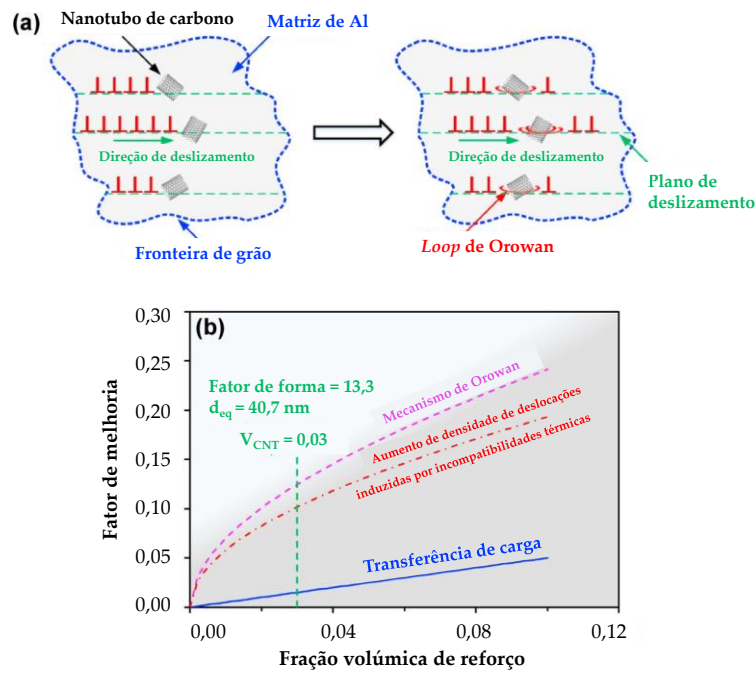 (a)
Nanotubo de carbono
Matriz de Al
Direção de deslizamento
Direção de deslizamento
Plano de
deslizamento
Fronteira de grão
Loop de Orowan
(b)
Fator de melhoria
0,30
0,25
0,20
0,15
0,10
0,05
0,00
Fator de forma = 13,3
d_eq = 40,7 nm
V_CNT = 0,03
Mecanismo de Orowan
Aumento de densidade de deslocações
induzidas por incompatibilidades térmicas
Transferência de carga
0,00 0,04 0,08 0,12
Fração volúmica de reforço